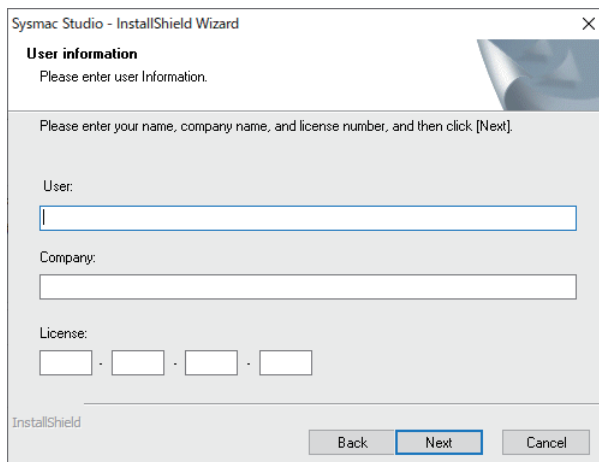 Sysmac Studio - InstallShield Wizard
User information
Please enter user Information.
Please enter your name, company name, and license number, and then click [Next].
User:
Company:
License:
- - -
InstallShield
Back Next Cancel